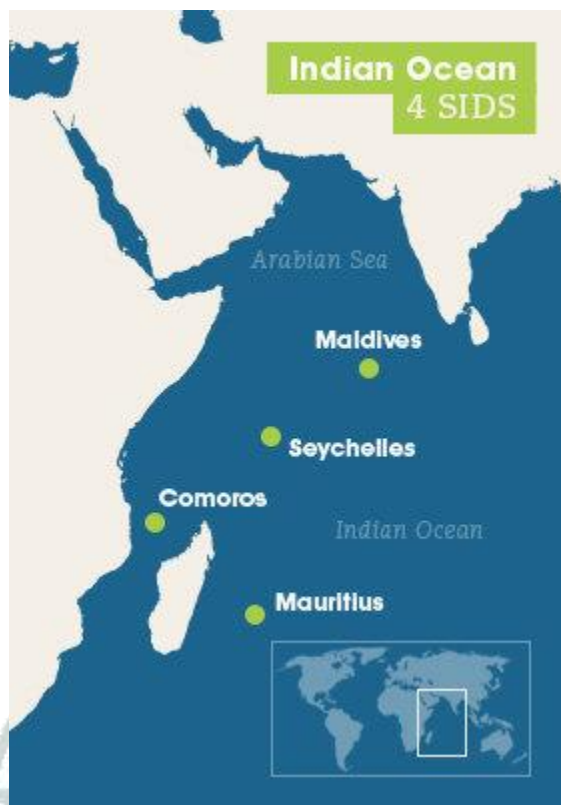 Indian Ocean
4 SIDS
Arabian Sea
Maldives
Seychelles
Comoros
Indian Ocean
Mauritius